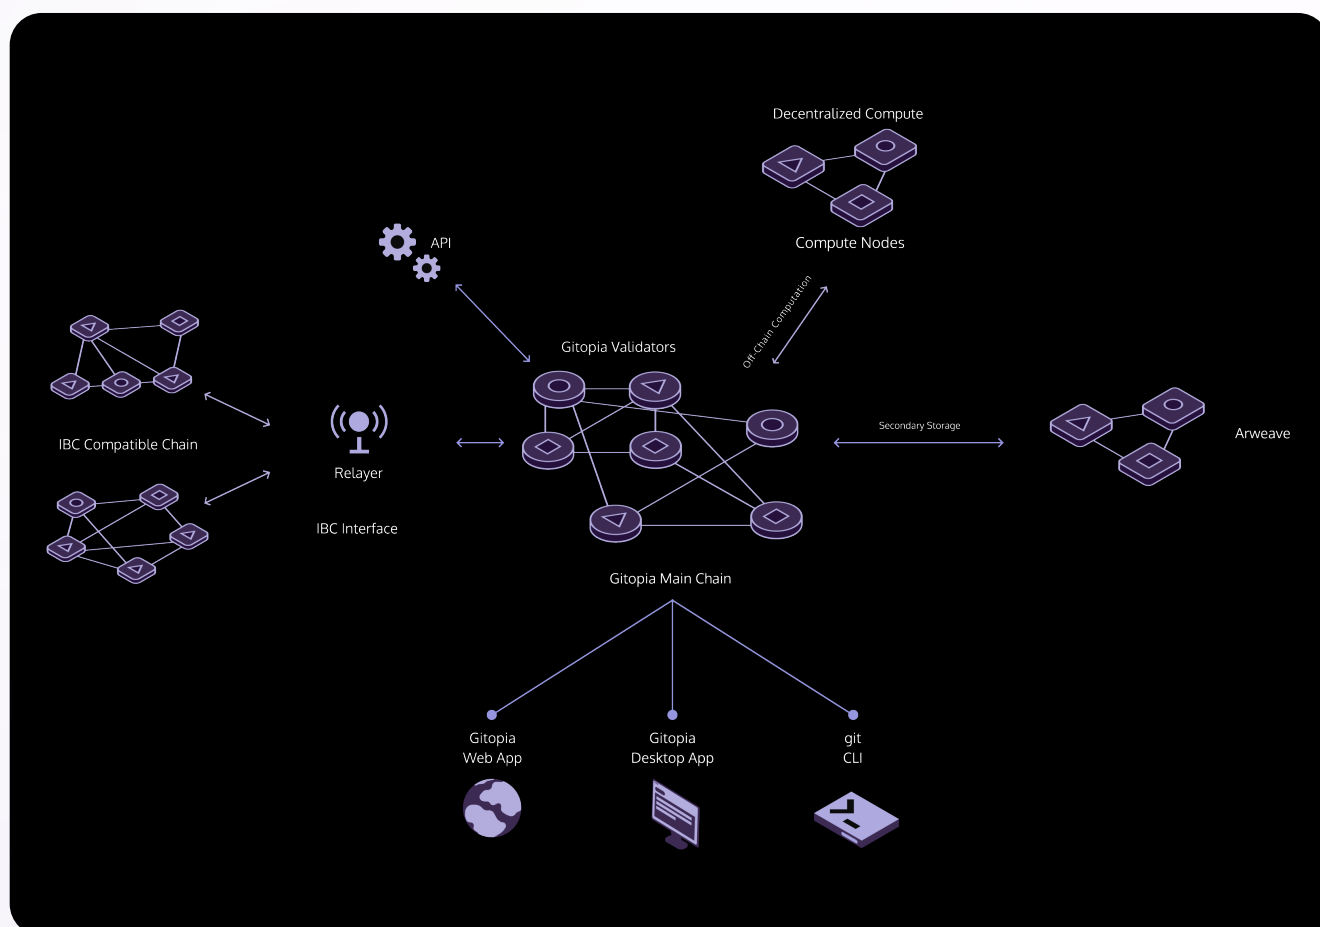 Decentralized Compute
Compute Nodes
API
Off-Chain Computation
Gitopia Validators
Secondary Storage
Arweave
IBC Compatible Chain
Relayer
IBC Interface
Gitopia Main Chain
Gitopia
Web App
Gitopia
Desktop App
git
CLI